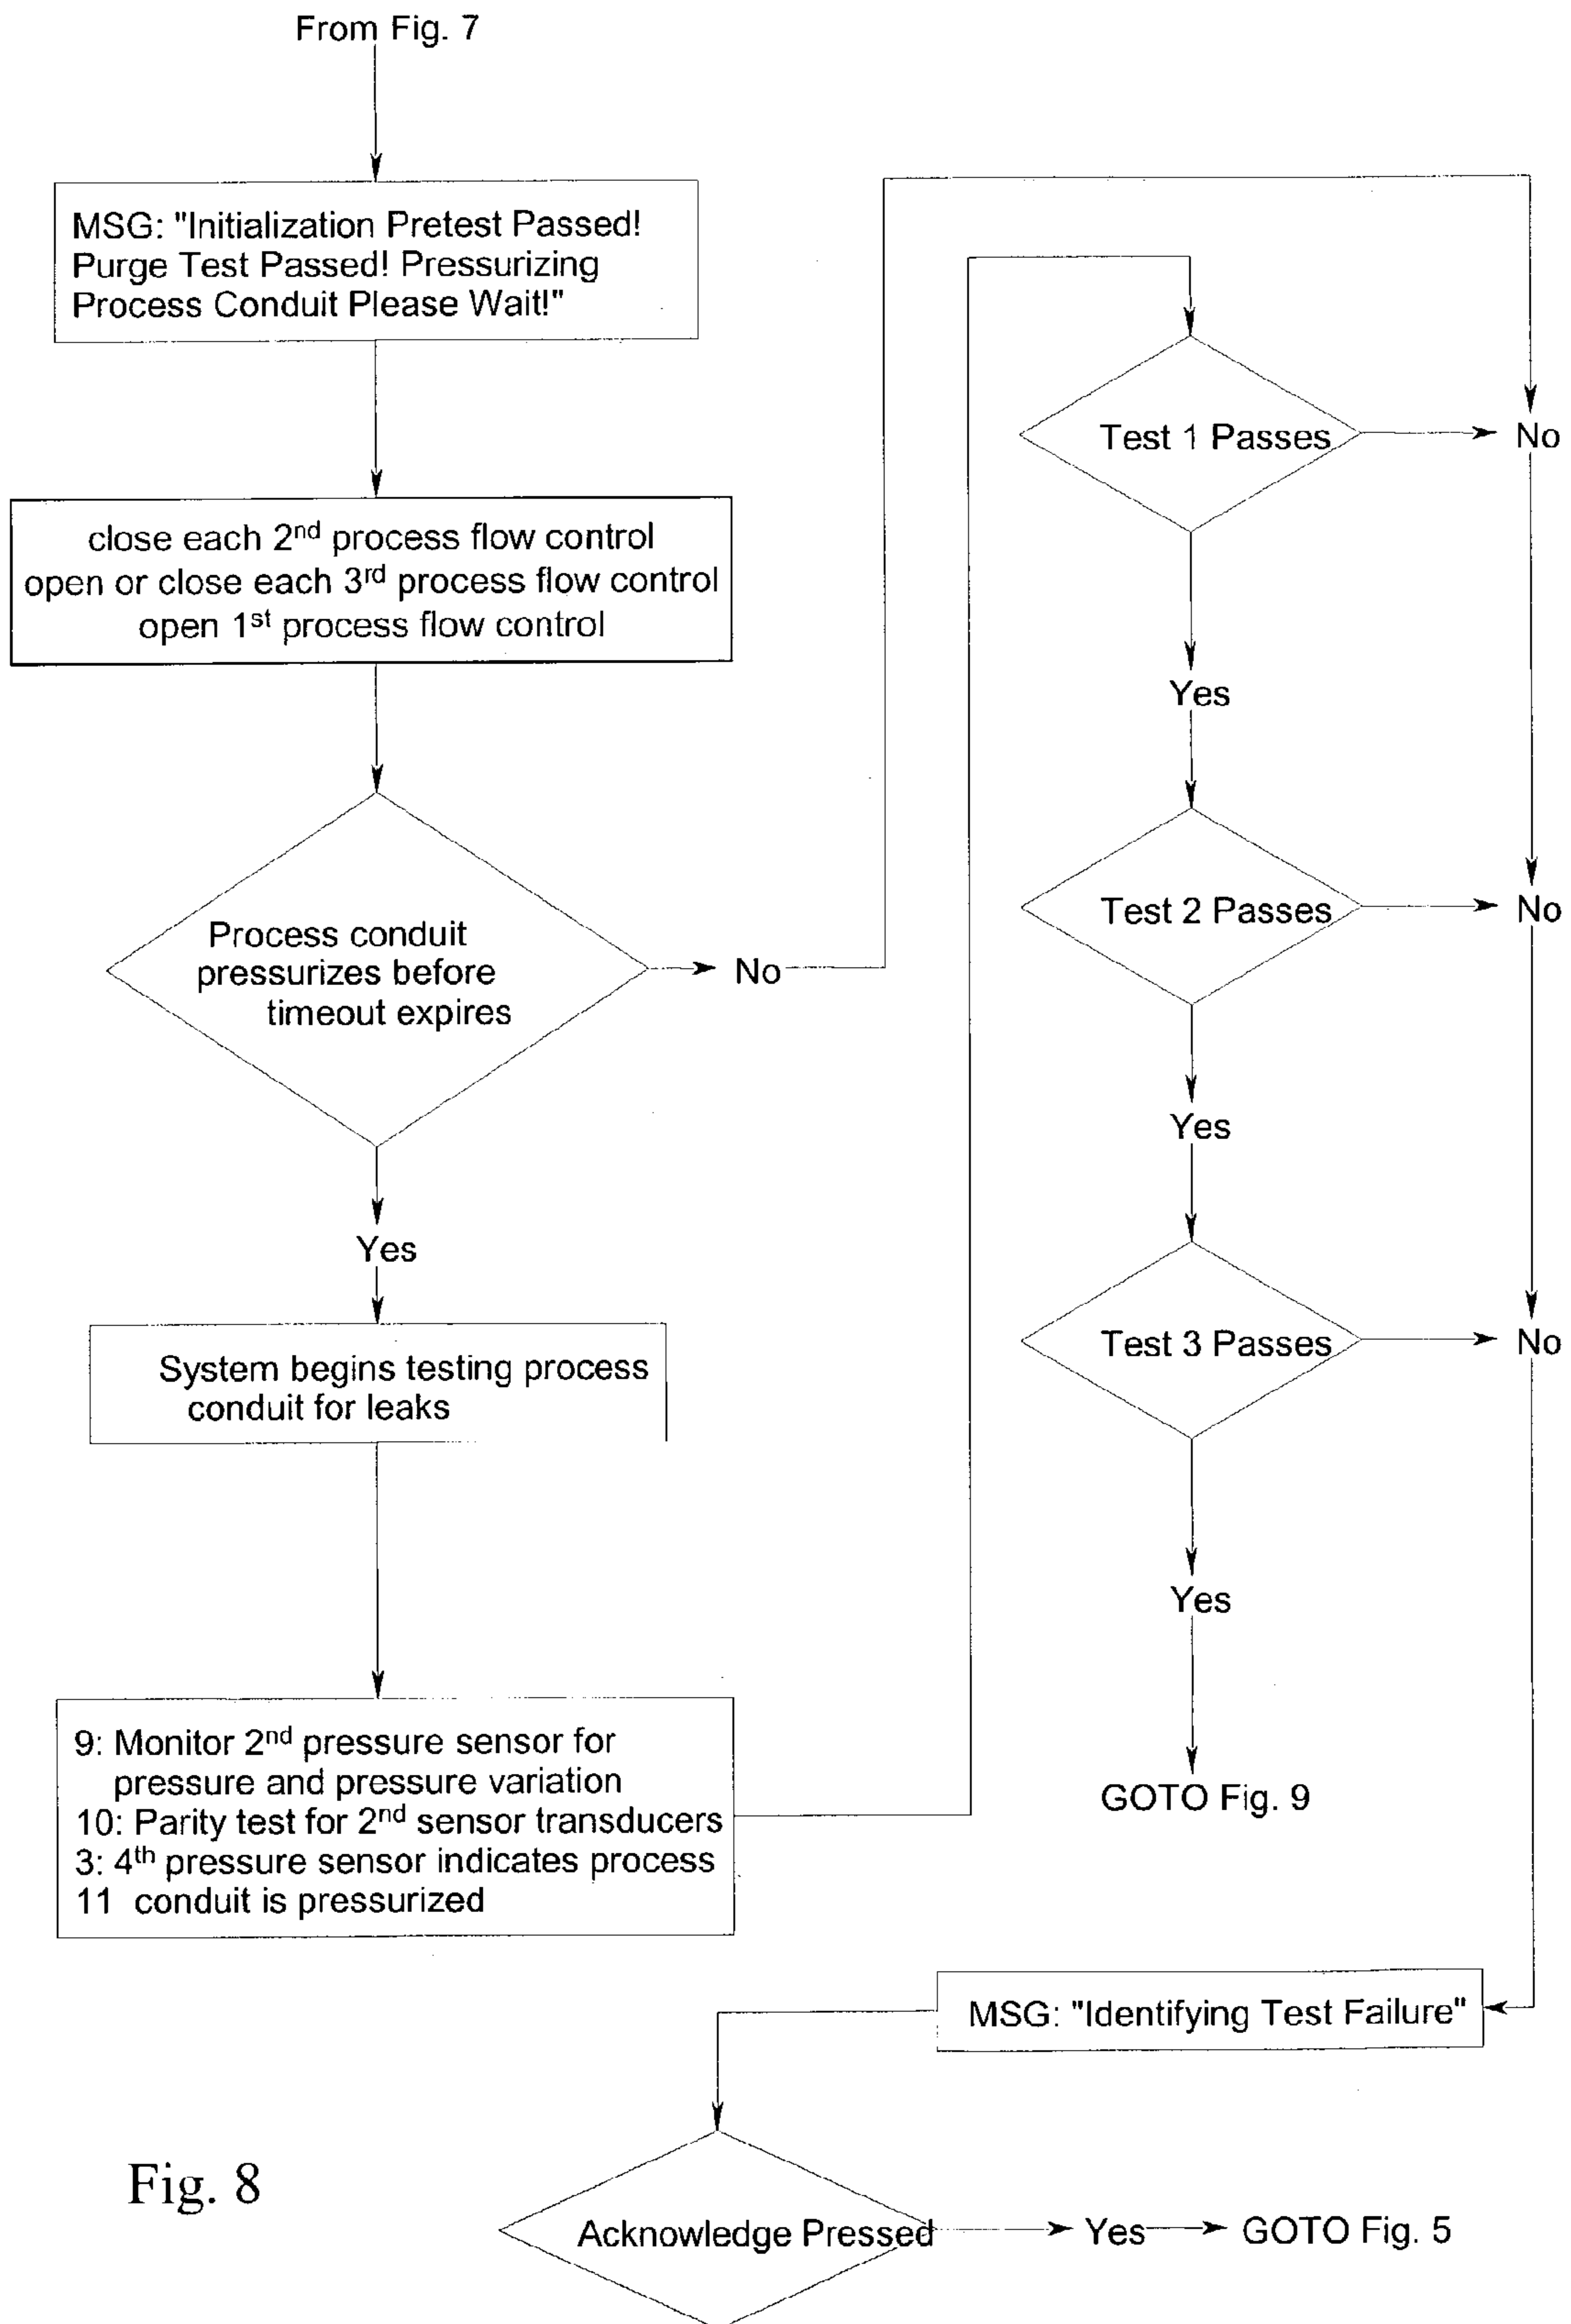 From Fig. 7
MSG: "Initialization Pretest Passed!
Purge Test Passed! Pressurizing
Process Conduit Please Wait!"
close each 2nd process flow control
open or close each 3rd process flow control
open 1st process flow control
Process conduit
pressurizes before
timeout expires
No
Yes
System begins testing process
conduit for leaks
9: Monitor 2nd pressure sensor for
pressure and pressure variation
10: Parity test for 2nd sensor transducers
3: 4th pressure sensor indicates process
11 conduit is pressurized
Test 1 Passes
No
Yes
Test 2 Passes
No
Yes
Test 3 Passes
No
Yes
GOTO Fig. 9
MSG: "Identifying Test Failure"
Acknowledge Pressed
Yes
GOTO Fig. 5
Fig. 8